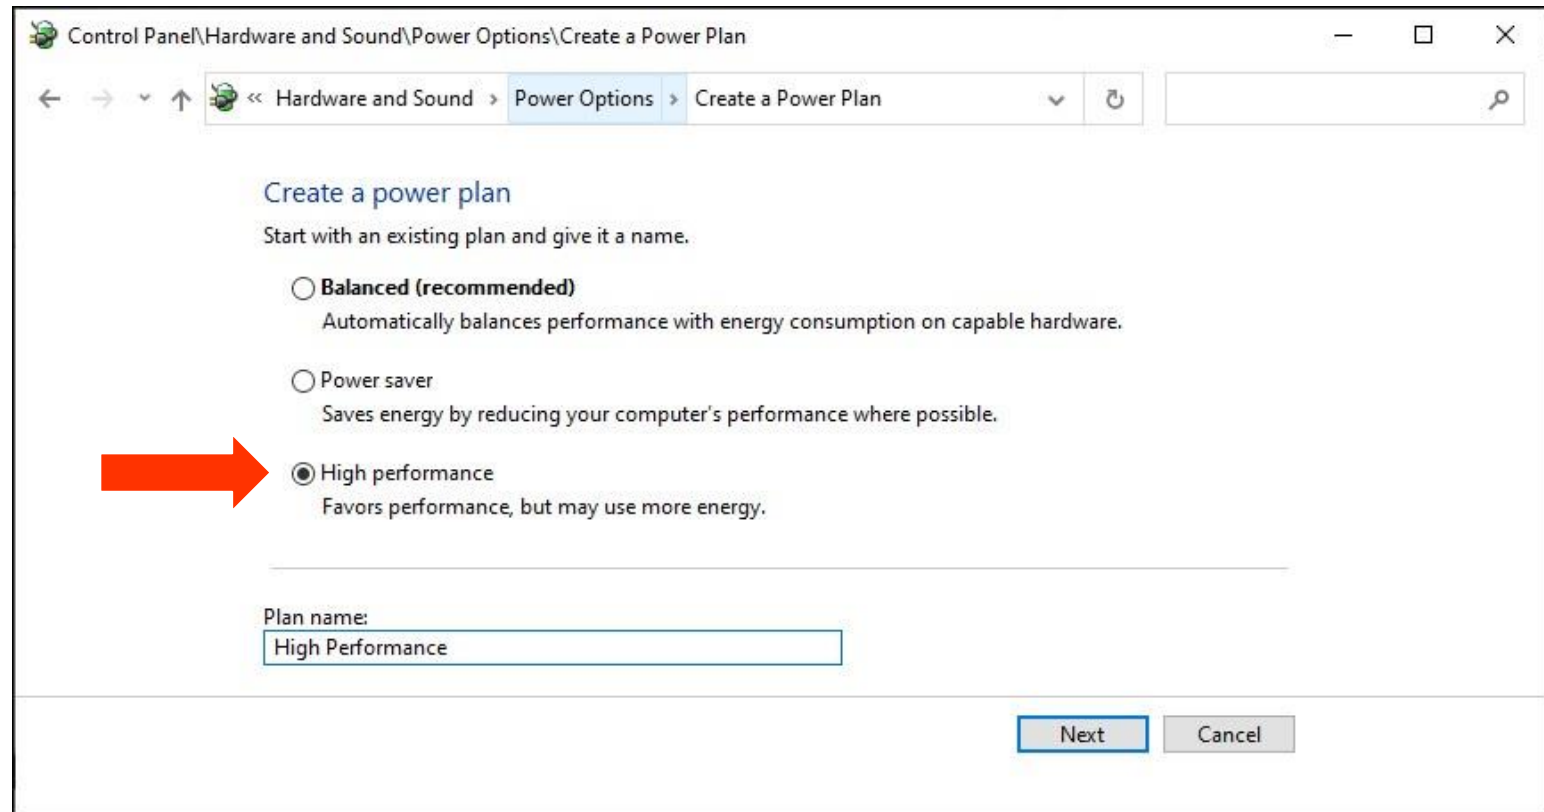 Control Panel\Hardware and Sound\Power Options\Create a Power Plan
« Hardware and Sound > Power Options > Create a Power Plan
Create a power plan
Start with an existing plan and give it a name.
Balanced (recommended)
Automatically balances performance with energy consumption on capable hardware.
Power saver
Saves energy by reducing your computer's performance where possible.
High performance
Favors performance, but may use more energy.
Plan name:
High Performance
Next Cancel